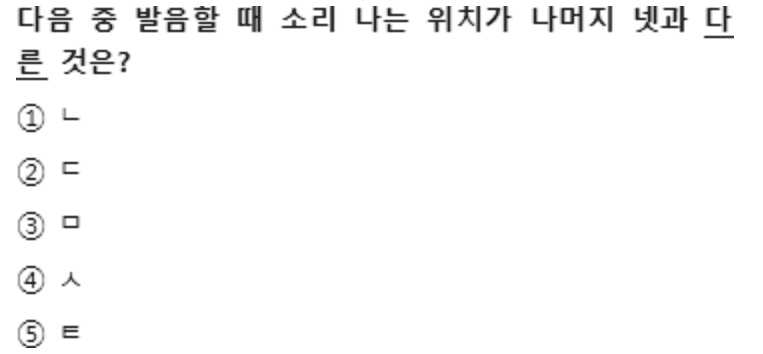 다음 중 발음할 때 소리 나는 위치가 나머지 넷과 다
른 것은?
① ㄴ
② ㄷ
③ ㅁ
④ ㅅ
⑤ ㅌ